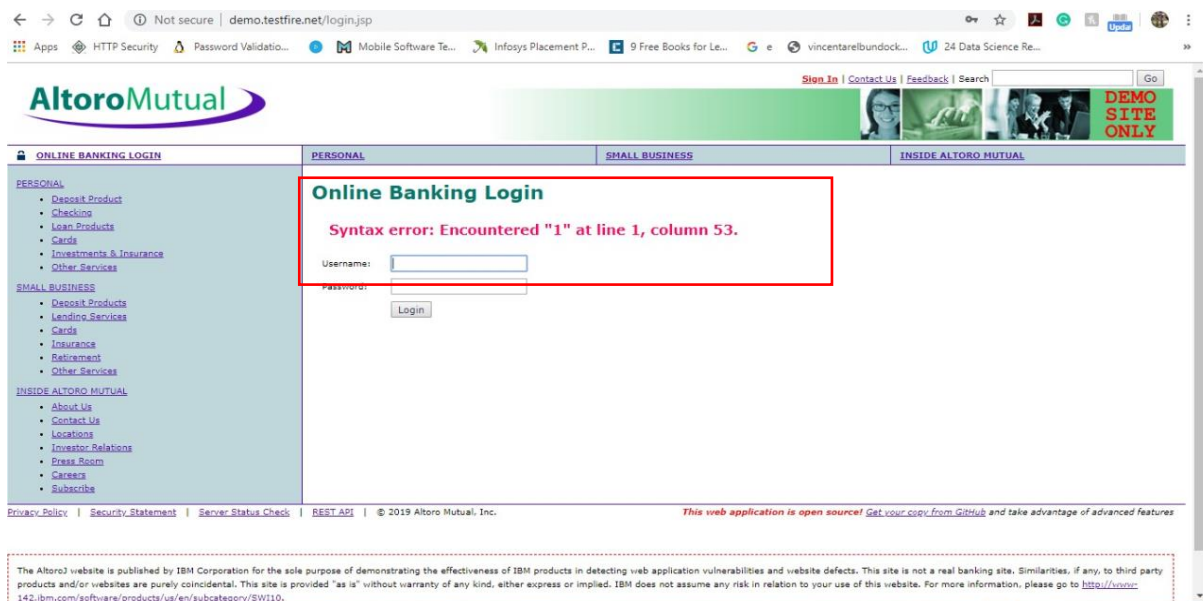 Not secure | demo.testfire.net/login.jsp
Apps HTTP Security Password Validatio... Mobile Software Te... Infosys Placement P... 9 Free Books for Le... G e vincentarelbundock... 24 Data Science Re... »
Sign In | Contact Us | Feedback | Search Go
AltoroMutual
DEMO
SITE
ONLY
ONLINE BANKING LOGIN PERSONAL SMALL BUSINESS INSIDE ALTORO MUTUAL
PERSONAL
Deposit Product
Checking
Loan Products
Cards
Investments & Insurance
Other Services
SMALL BUSINESS
Deposit Products
Lending Services
Cards
Insurance
Retirement
Other Services
INSIDE ALTORO MUTUAL
About Us
Contact Us
Locations
Investor Relations
Press Room
Careers
Subscribe
Online Banking Login
Syntax error: Encountered "1" at line 1, column 53.
Username:
Password:
Login
Privacy Policy | Security Statement | Server Status Check | REST API | © 2019 Altoro Mutual, Inc. This web application is open source! Get your copy from GitHub and take advantage of advanced features
The AltoroJ website is published by IBM Corporation for the sole purpose of demonstrating the effectiveness of IBM products in detecting web application vulnerabilities and website defects. This site is not a real banking site. Similarities, if any, to third party
products and/or websites are purely coincidental. This site is provided "as is" without warranty of any kind, either express or implied. IBM does not assume any risk in relation to your use of this website. For more information, please go to http://www-
142.ibm.com/software/products/us/en/subcategory/SWI10.